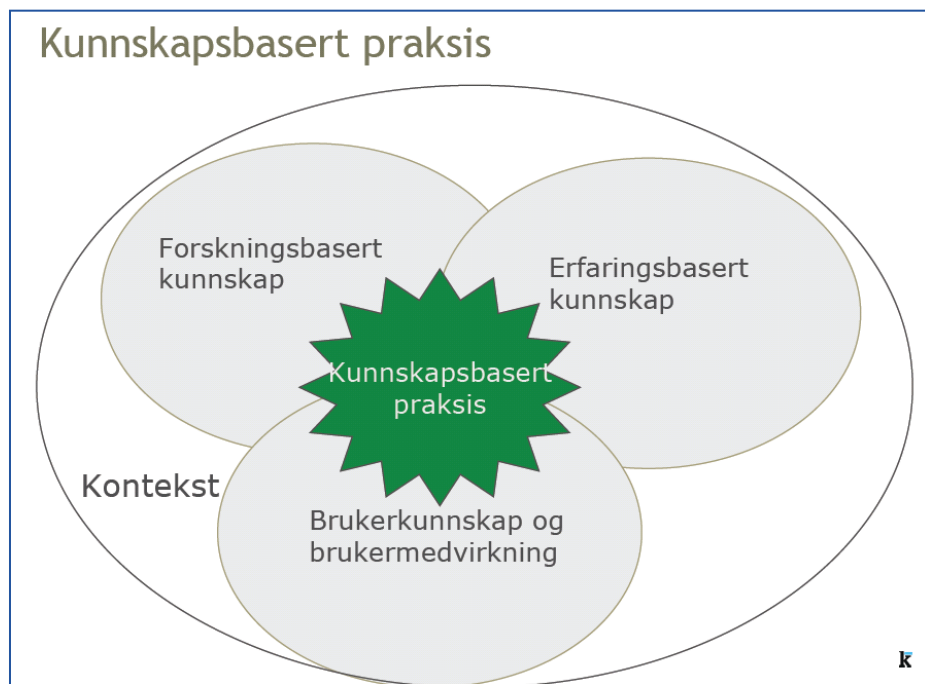 Kunnskapsbasert praksis
Forskningsbasert
kunnskap
Erfaringsbasert
kunnskap
Kunnskapsbasert
praksis
Kontekst
Brukerkunnskap og
brukermedvirkning
k